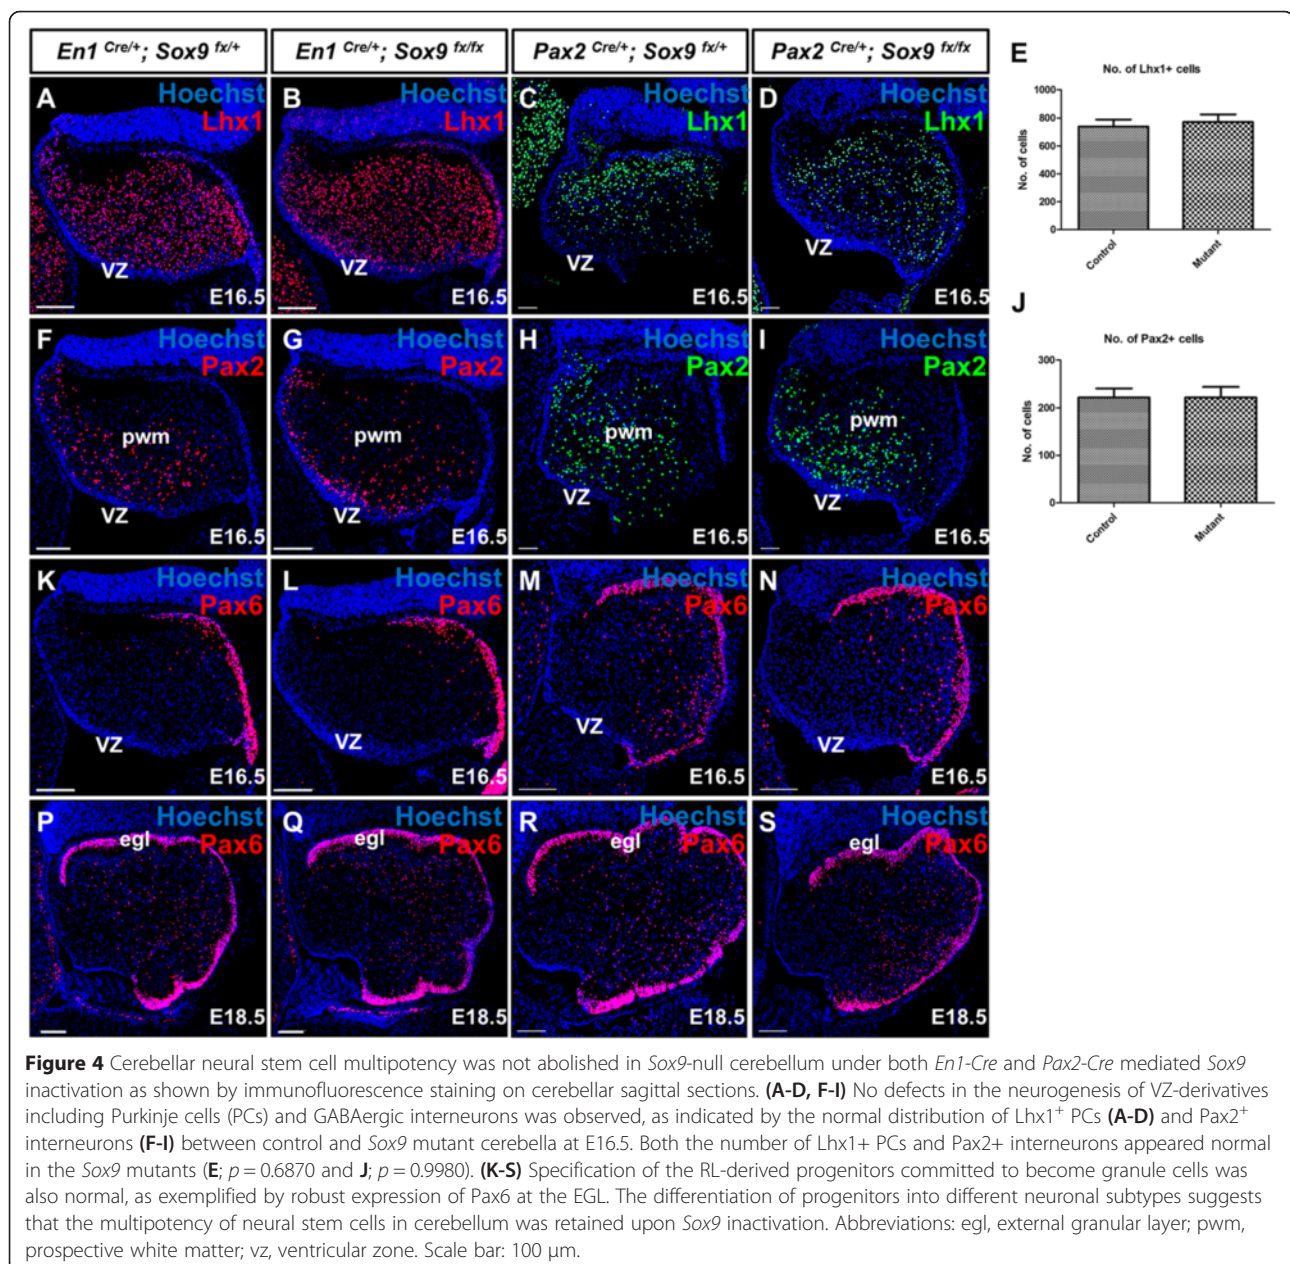 En1 Cre/+; Sox9 fx/+
En1 Cre/+; Sox9 fx/fx
Pax2 Cre/+; Sox9 fx/+
Pax2 Cre/+; Sox9 fx/fx
A
Hoechst
Lhx1
VZ
E16.5
B
Hoechst
Lhx1
VZ
E16.5
C
Hoechst
Lhx1
VZ
E16.5
D
Hoechst
Lhx1
VZ
E16.5
E
No. of Lhx1+ cells
No. of cells
1000
800
600
400
200
0
Control
Mutant
F
Hoechst
Pax2
pwm
VZ
E16.5
G
Hoechst
Pax2
pwm
VZ
E16.5
H
Hoechst
Pax2
pwm
VZ
E16.5
I
Hoechst
Pax2
pwm
VZ
E16.5
J
No. of Pax2+ cells
No. of cells
300
200
100
0
Control
Mutant
K
Hoechst
Pax6
VZ
E16.5
L
Hoechst
Pax6
VZ
E16.5
M
Hoechst
Pax6
VZ
E16.5
N
Hoechst
Pax6
VZ
E16.5
P
Hoechst
egl
Pax6
E18.5
Q
Hoechst
egl
Pax6
E18.5
R
Hoechst
egl
Pax6
E18.5
S
Hoechst
egl
Pax6
E18.5
Figure 4 Cerebellar neural stem cell multipotency was not abolished in Sox9-null cerebellum under both En1-Cre and Pax2-Cre mediated Sox9
inactivation as shown by immunofluorescence staining on cerebellar sagittal sections. (A-D, F-I) No defects in the neurogenesis of VZ-derivatives
including Purkinje cells (PCs) and GABAergic interneurons was observed, as indicated by the normal distribution of Lhx1+ PCs (A-D) and Pax2+
interneurons (F-I) between control and Sox9 mutant cerebella at E16.5. Both the number of Lhx1+ PCs and Pax2+ interneurons appeared normal
in the Sox9 mutants (E; p = 0.6870 and J; p = 0.9980). (K-S) Specification of the RL-derived progenitors committed to become granule cells was
also normal, as exemplified by robust expression of Pax6 at the EGL. The differentiation of progenitors into different neuronal subtypes suggests
that the multipotency of neural stem cells in cerebellum was retained upon Sox9 inactivation. Abbreviations: egl, external granular layer; pwm,
prospective white matter; vz, ventricular zone. Scale bar: 100 μm.